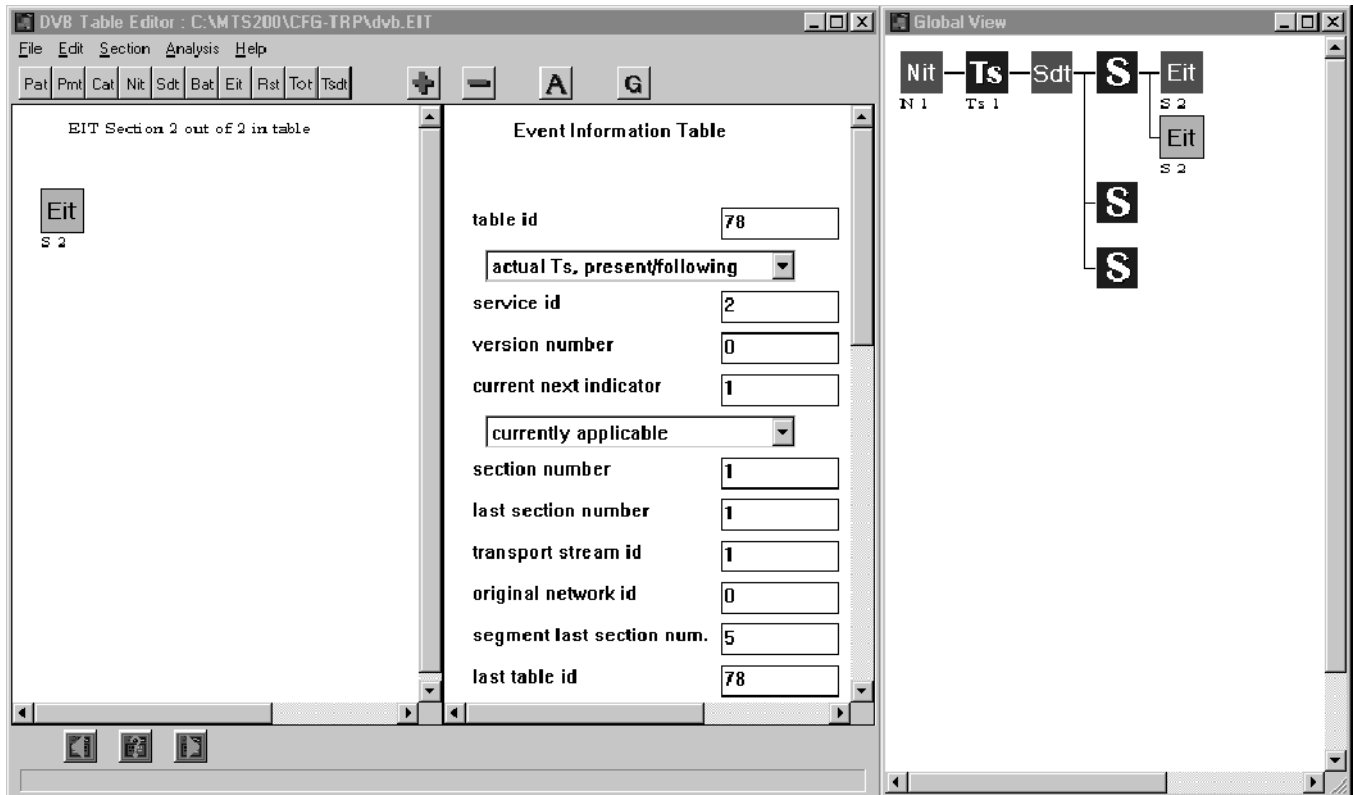 DVB Table Editor : C:\MTS200\CFG-TRP\dvb.EIT
File Edit Section Analysis Help
Pat Pmt Cat Nit Sdt Bat Eit Rst Tot Tsdt A G
EIT Section 2 out of 2 in table
Eit
S 2
Event Information Table
table id 78
actual Ts, present/following
service id 2
version number 0
current next indicator 1
currently applicable
section number 1
last section number 1
transport stream id 1
original network id 0
segment last section num. 5
last table id 78
Global View
Nit Ts Sdt S Eit
N 1 Ts 1 S 2
Eit
S 2
S
S